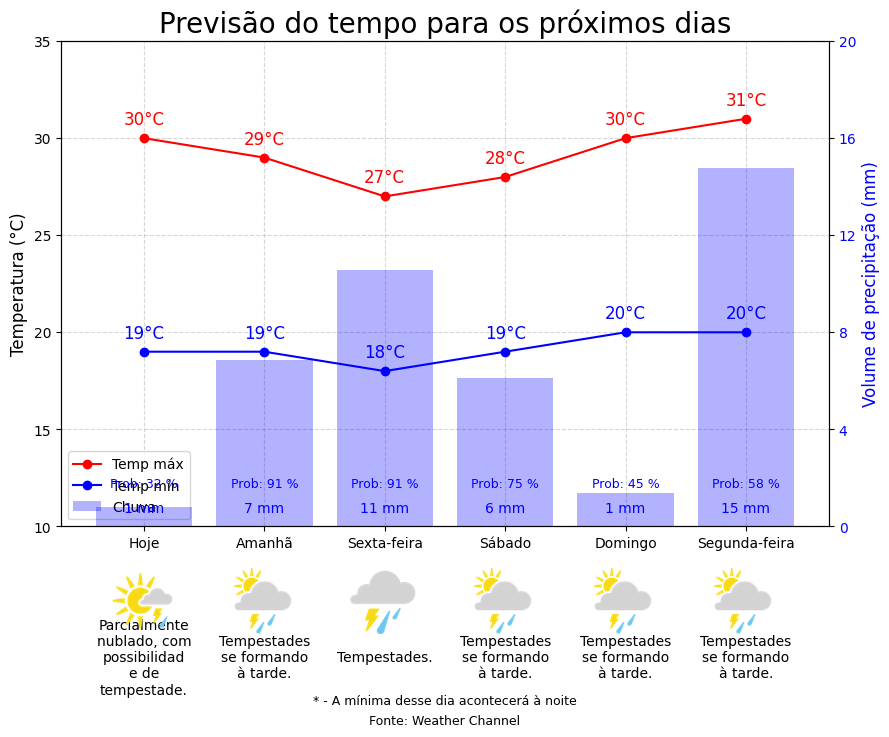 Previsão do tempo para os próximos dias
35
30
25
20
15
10
Temperatura (°C)
20
16
12
8
4
0
Volume de precipitação (mm)
30°C
29°C
27°C
28°C
30°C
31°C
19°C
19°C
18°C
19°C
20°C
20°C
Temp máx
Temp min
Chuva
Prob: 32 %
Prob: 91 %
Prob: 91 %
Prob: 75 %
Prob: 45 %
Prob: 58 %
1 mm
7 mm
11 mm
6 mm
1 mm
15 mm
Hoje
Amanhã
Sexta-feira
Sábado
Domingo
Segunda-feira
Parcialmente
nublado, com
possibilidad
e de
tempestade.
Tempestades
se formando
à tarde.
Tempestades.
Tempestades
se formando
à tarde.
Tempestades
se formando
à tarde.
Tempestades
se formando
à tarde.
* - A mínima desse dia acontecerá à noite
Fonte: Weather Channel